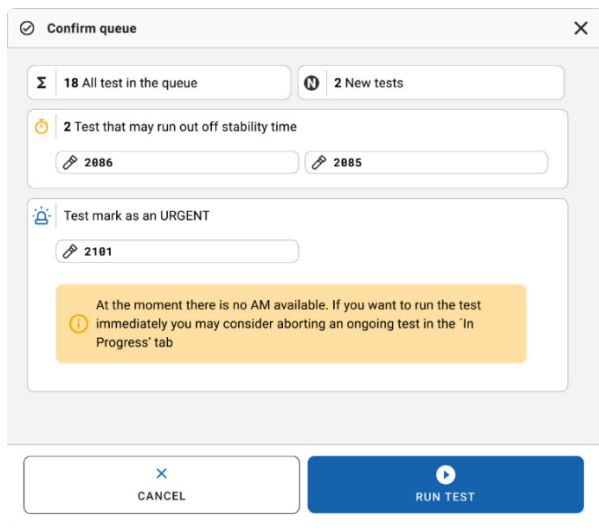 Confirm queue
Σ 18 All test in the queue
N 2 New tests
2 Test that may run out off stability time
2086
2085
Test mark as an URGENT
2101
At the moment there is no AM available. If you want to run the test
immediately you may consider aborting an ongoing test in the ´In
Progress’ tab
CANCEL
RUN TEST